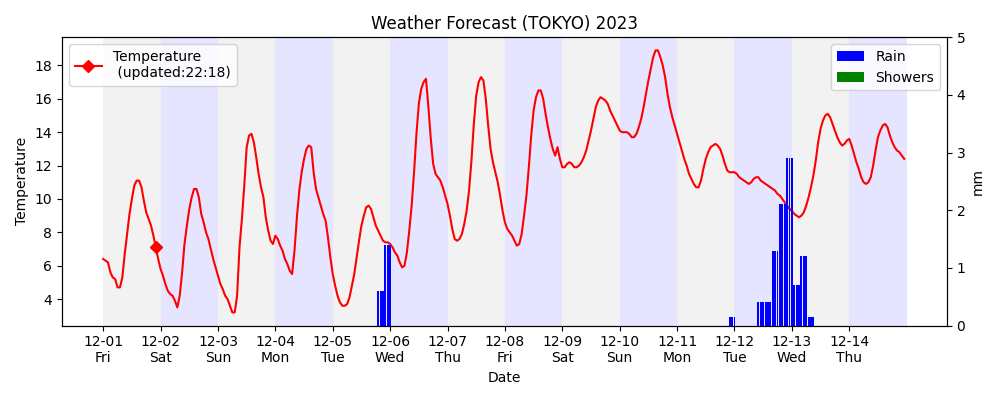 Weather Forecast (TOKYO) 2023
Temperature
(updated:22:18)
Rain
Showers
Temperature
18
16
14
12
10
8
6
4
5
4
3
2
1
0
mm
12-01 12-02 12-03 12-04 12-05 12-06 12-07 12-08 12-09 12-10 12-11 12-12 12-13 12-14
Fri Sat Sun Mon Tue Wed Thu Fri Sat Sun Mon Tue Wed Thu
Date